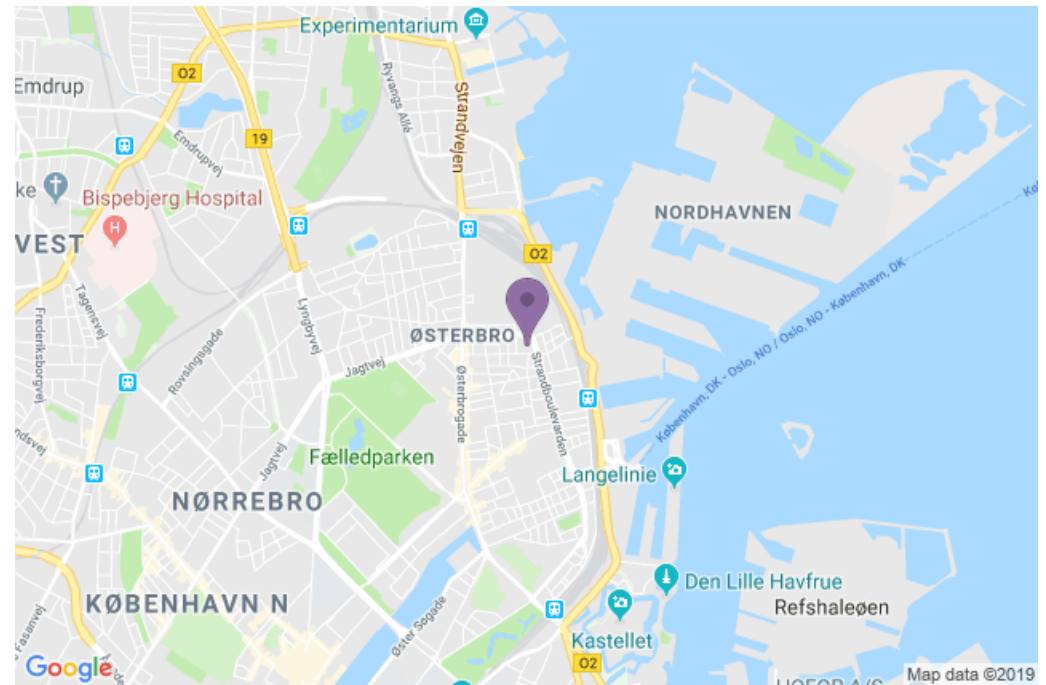 Experimentarium
O2
Ryvangs Allé
Strandvejen
Emdrup
19
Emdrupvej
ke
Bispebjerg Hospital
H
VEST
NORDHAVNEN
O2
Tagensvej
Frederiksborgvej
Lyngbyvej
Rovsingsgade
ØSTERBRO
Jagtvej
Østerbrogade
Strandboulevarden
København, DK - Oslo, NO / Oslo, NO - København, DK
Fælledparken
Jagtvej
Langelinie
NØRREBRO
Den Lille Havfrue
Refshaleøen
KØBENHAVN N
Øster Søgade
Kastellet
O2
Google
Map data ©2019